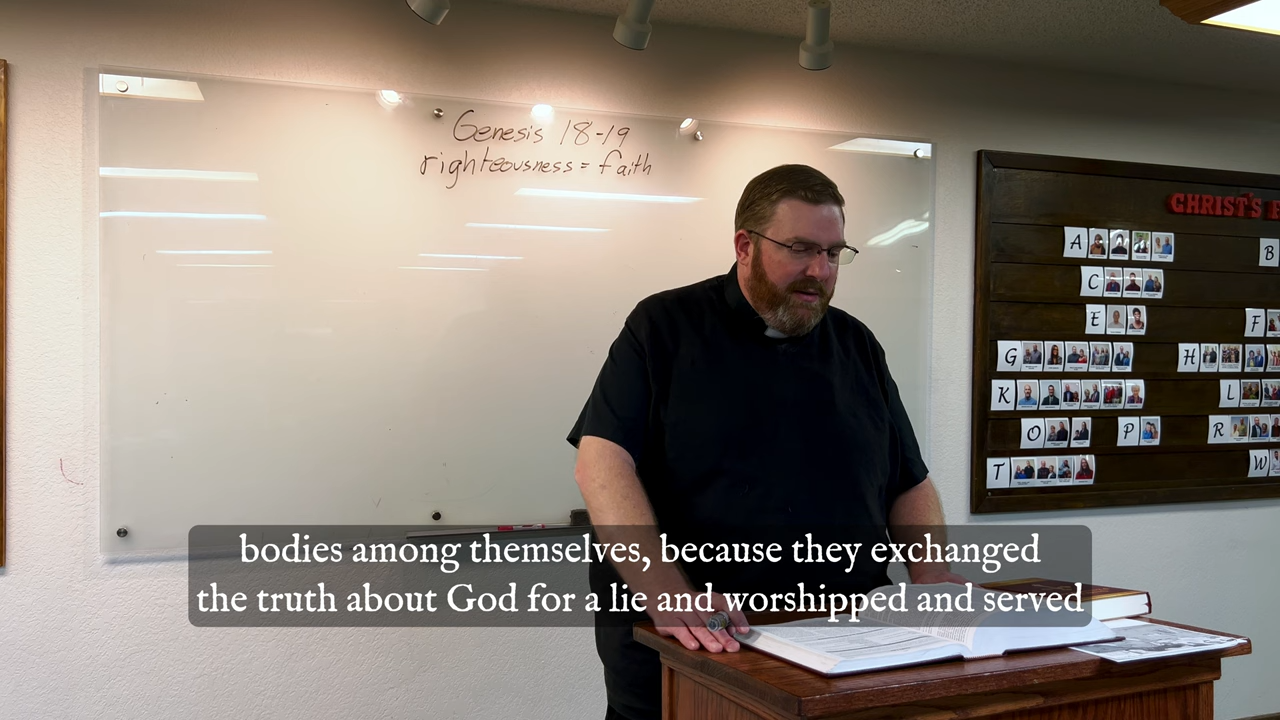 Genesis 18-19
righteousness = faith
CHRIST'S
A
B
C
E
F
G
H
K
L
O
P
R
T
W
bodies among themselves, because they exchanged
the truth about God for a lie and worshipped and served